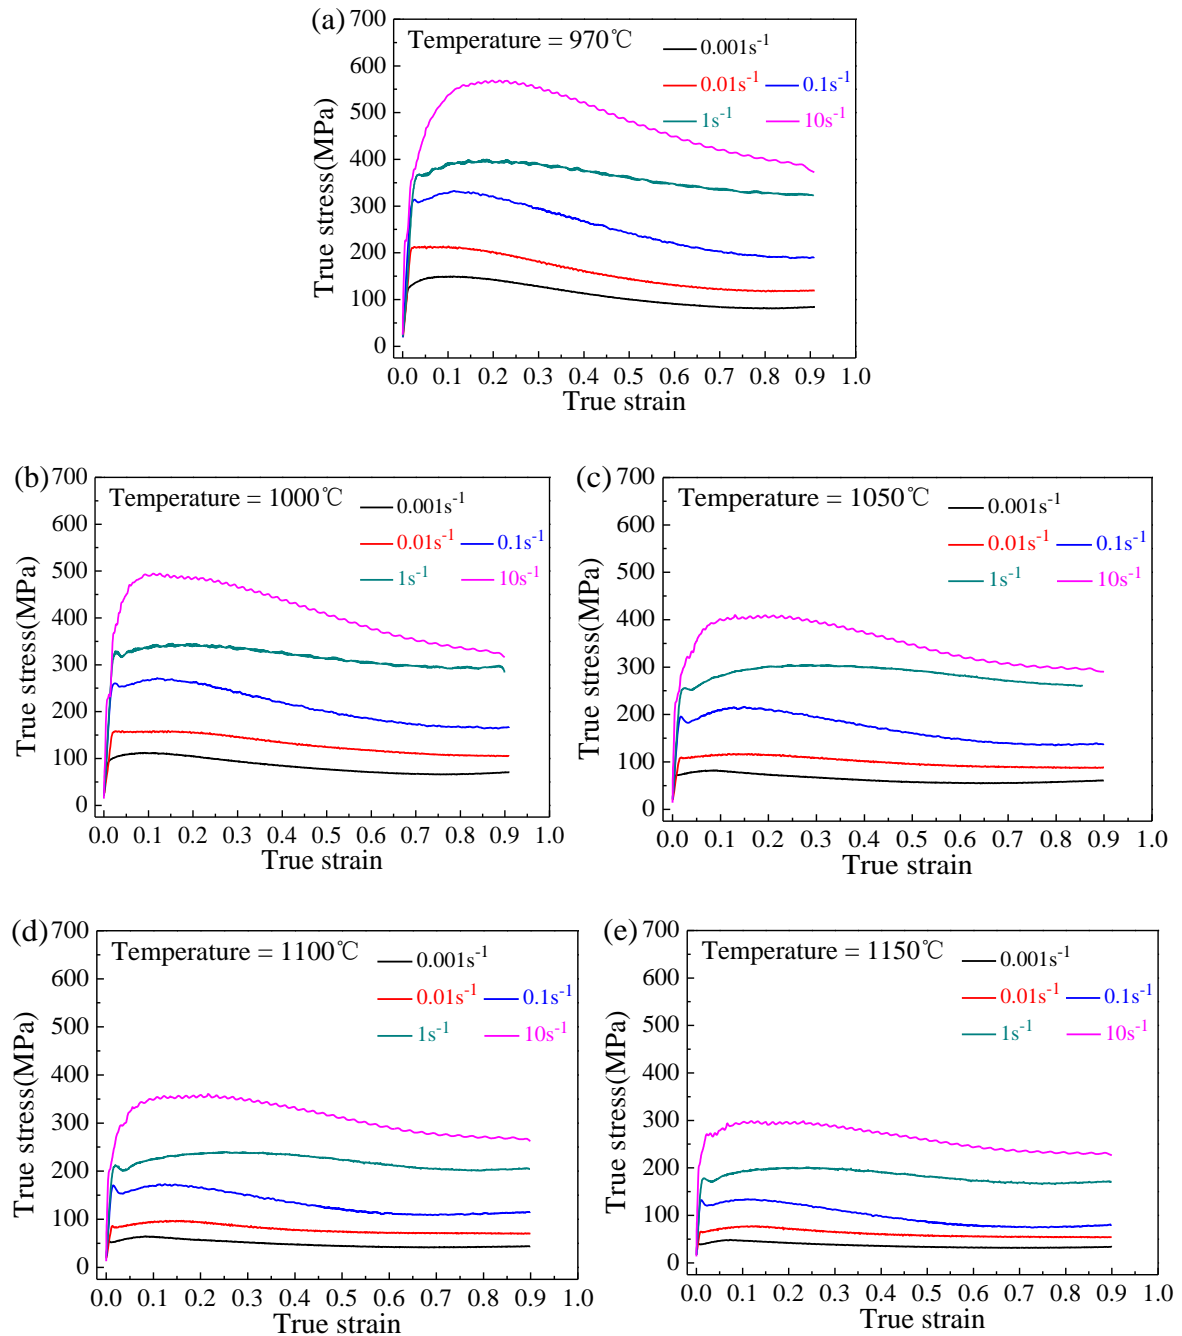 (a)
Temperature = 970℃
0.001s⁻¹
0.01s⁻¹
0.1s⁻¹
1s⁻¹
10s⁻¹
700
600
500
400
300
200
100
0
True stress(MPa)
0.0 0.1 0.2 0.3 0.4 0.5 0.6 0.7 0.8 0.9 1.0
True strain
(b)
Temperature = 1000℃
0.001s⁻¹
0.01s⁻¹
0.1s⁻¹
1s⁻¹
10s⁻¹
700
600
500
400
300
200
100
0
True stress(MPa)
0.0 0.1 0.2 0.3 0.4 0.5 0.6 0.7 0.8 0.9 1.0
True strain
(c)
Temperature = 1050℃
0.001s⁻¹
0.01s⁻¹
0.1s⁻¹
1s⁻¹
10s⁻¹
700
600
500
400
300
200
100
0
True stress(MPa)
0.0 0.1 0.2 0.3 0.4 0.5 0.6 0.7 0.8 0.9 1.0
True strain
(d)
Temperature = 1100℃
0.001s⁻¹
0.01s⁻¹
0.1s⁻¹
1s⁻¹
10s⁻¹
700
600
500
400
300
200
100
0
True stress(MPa)
0.0 0.1 0.2 0.3 0.4 0.5 0.6 0.7 0.8 0.9 1.0
True strain
(e)
Temperature = 1150℃
0.001s⁻¹
0.01s⁻¹
0.1s⁻¹
1s⁻¹
10s⁻¹
700
600
500
400
300
200
100
0
True stress(MPa)
0.0 0.1 0.2 0.3 0.4 0.5 0.6 0.7 0.8 0.9 1.0
True strain